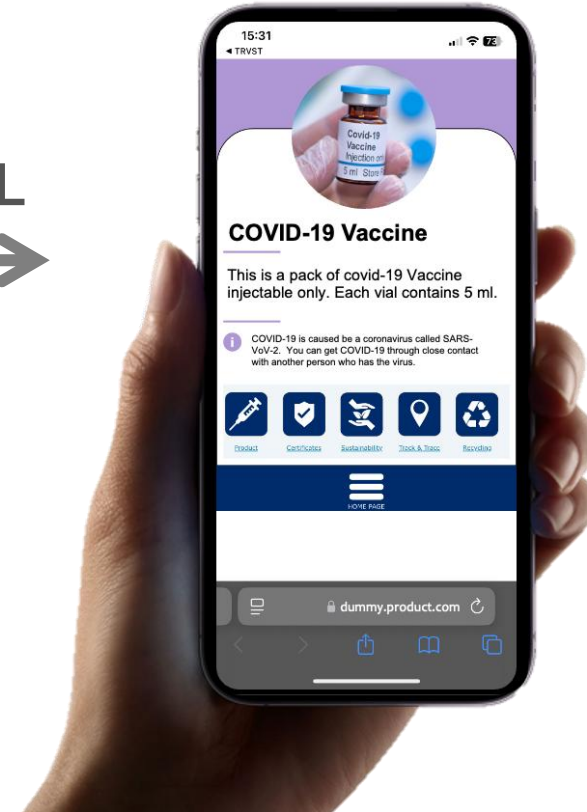 15:31
◄ TRVST
73
L
Covid-19
Vaccine
Injection on
5 ml Store
COVID-19 Vaccine
This is a pack of covid-19 Vaccine
injectable only. Each vial contains 5 ml.
i
COVID-19 is caused be a coronavirus called SARS-
VoV-2. You can get COVID-19 through close contact
with another person who has the virus.
Product Certificates Sustainability Track & Trace Recycling
HOME PAGE
dummy.product.com